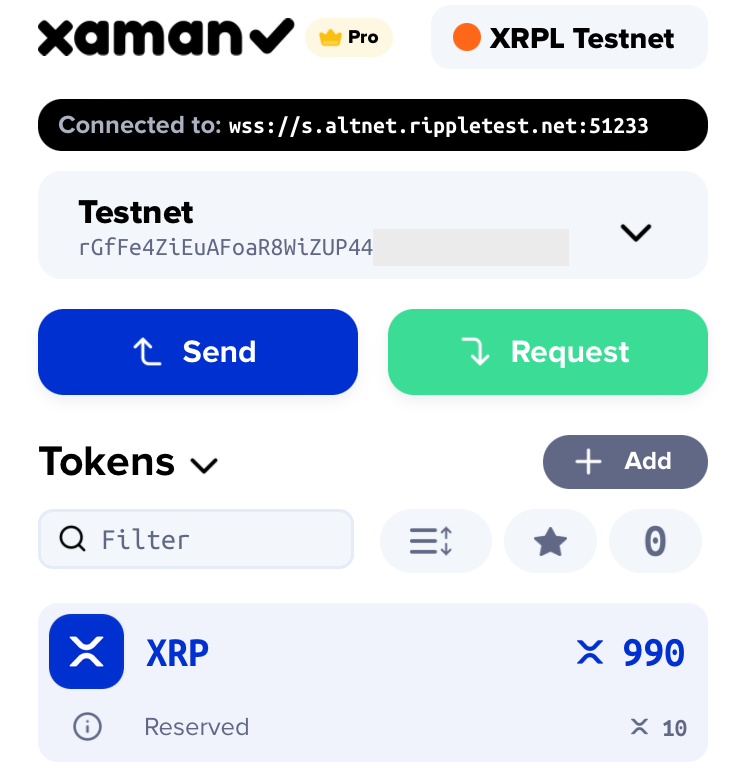 xaman Pro XRPL Testnet
Connected to: wss://s.altnet.rippletest.net:51233
Testnet
rGfFe4ZiEuAFoaR8WiZUP44
Send Request
Tokens Add
Filter 0
XRP 990
Reserved 10